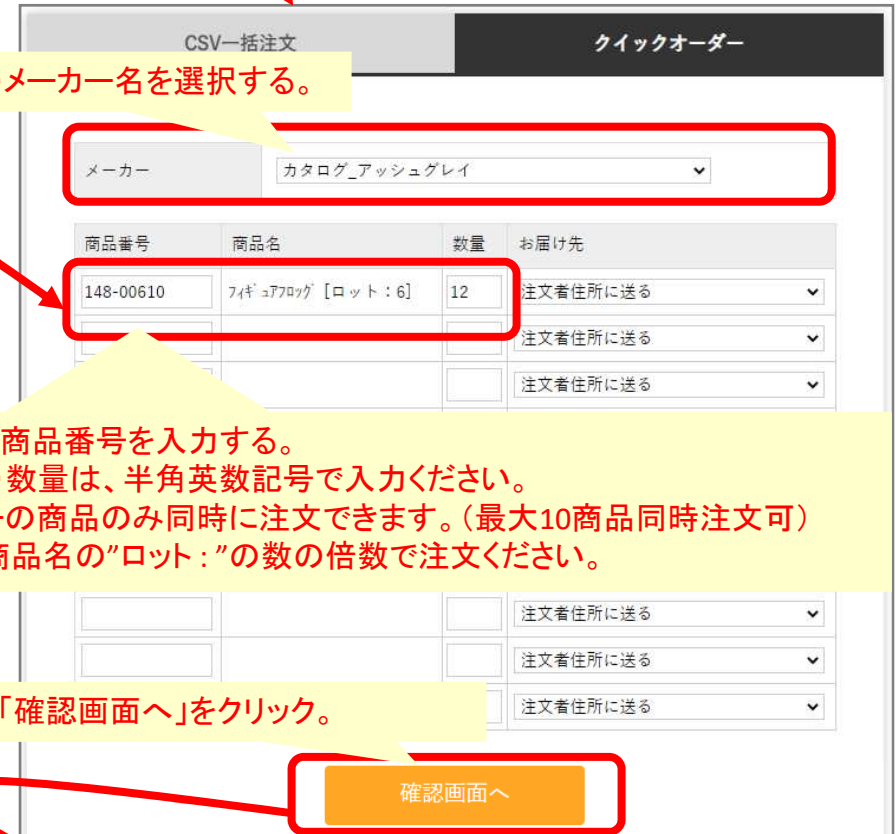 CSV一括注文 クイックオーダー
メーカー名を選択する。
メーカー カタログ_アッシュグレイ
商品番号 商品名 数量 お届け先
148-00610 ﾌｨｷﾞｭｱﾌﾛｯｸﾞ [ロット：6] 12 注文者住所に送る
注文者住所に送る
注文者住所に送る
商品番号を入力する。
数量は、半角英数記号で入力ください。
の商品のみ同時に注文できます。（最大10商品同時注文可）
商品名の”ロット：”の数の倍数で注文ください。
注文者住所に送る
注文者住所に送る
「確認画面へ」をクリック。
注文者住所に送る
確認画面へ